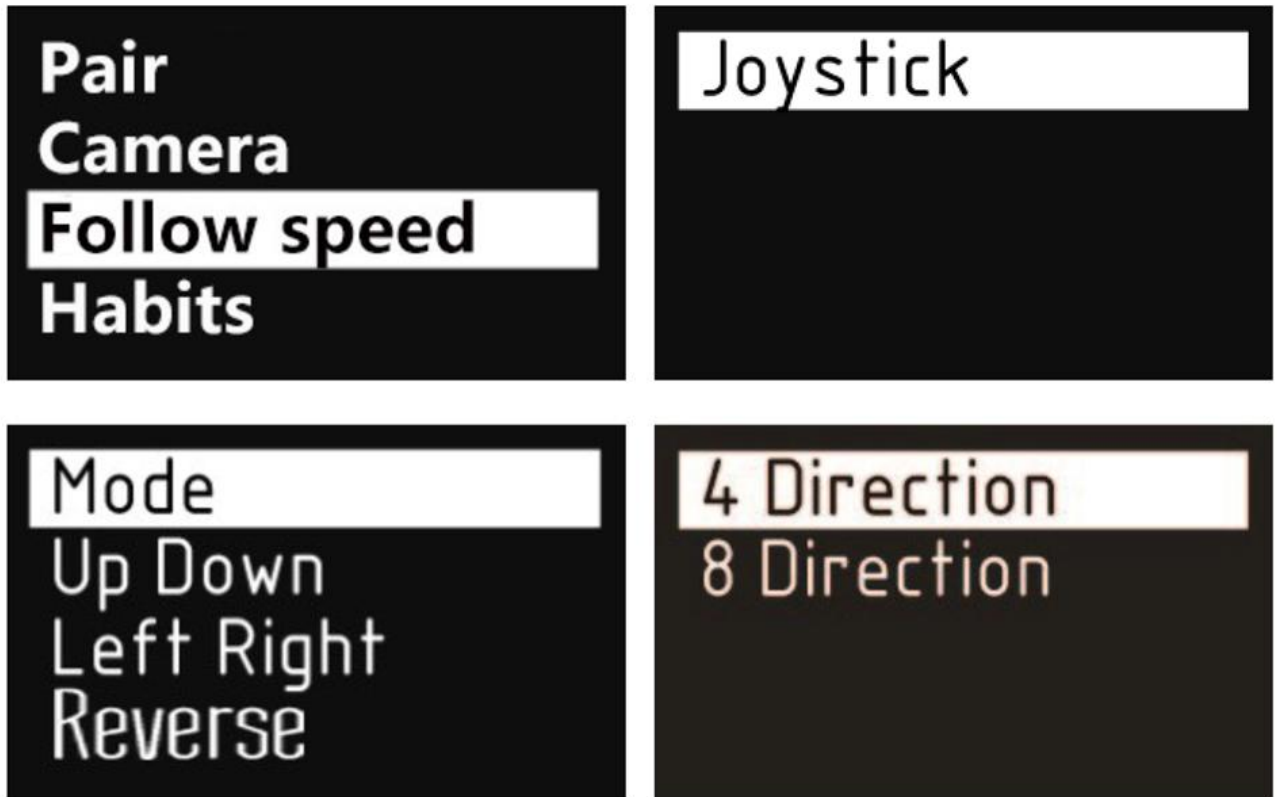 Pair
Camera
Follow speed
Habits
Joystick
Mode
Up Down
Left Right
Reverse
4 Direction
8 Direction